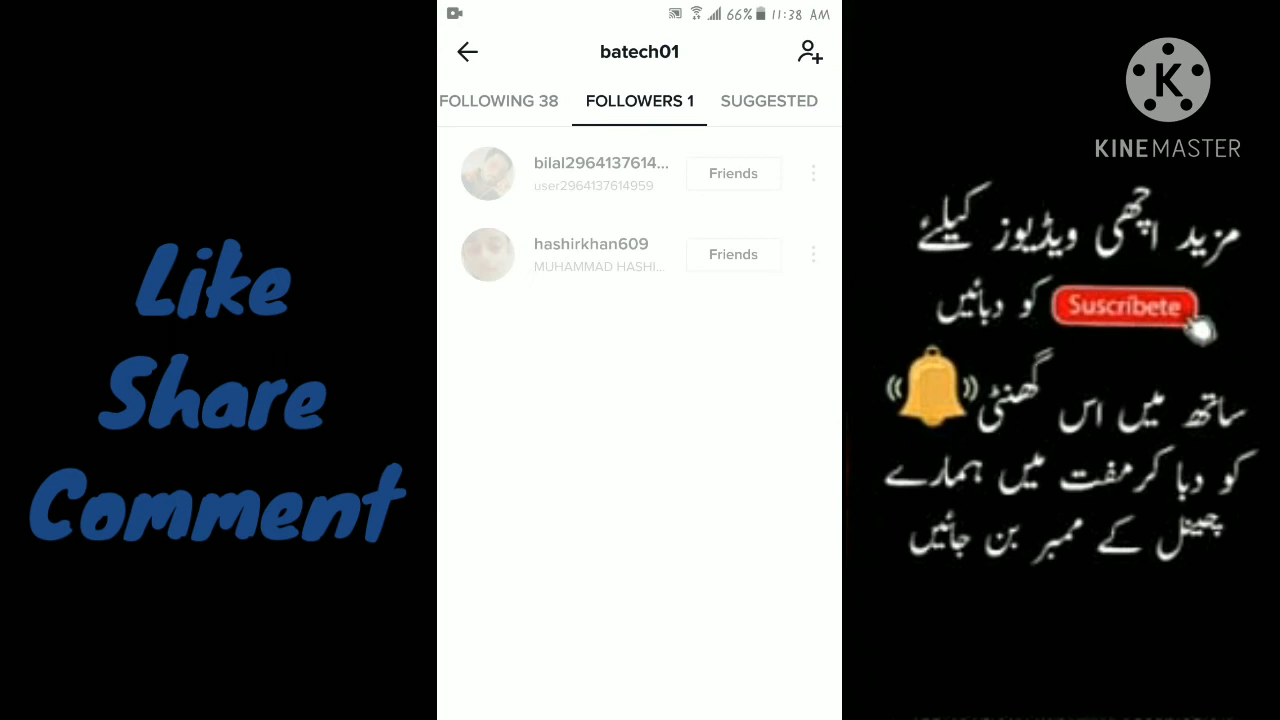 Like
Share
Comment
66% 11:38 AM
batech01
FOLLOWING 38 FOLLOWERS 1 SUGGESTED
bilal2964137614... Friends
user2964137614959
hashirkhan609 Friends
MUHAMMAD HASHI...
K
KINEMASTER
مزید اچھی ویڈیوز کیلئے
Suscríbete کو دبائیں
ساتھ میں اس گھنٹی
کو دبا کر مفت میں ہمارے
چینل کے ممبر بن جائیں